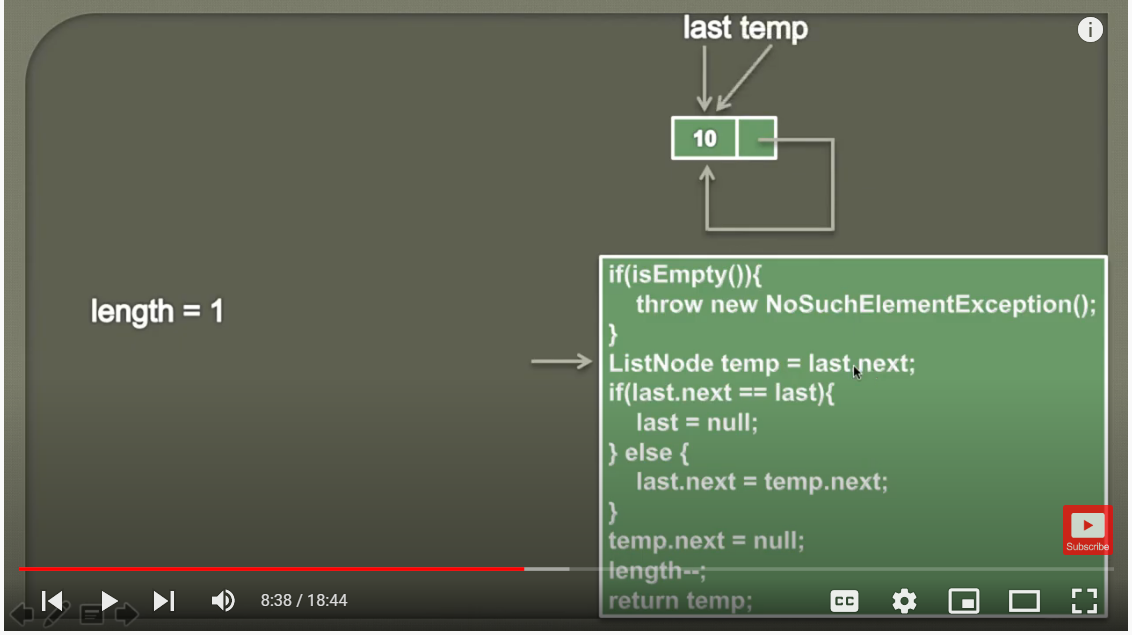 last temp
10
length = 1
if(isEmpty()){
throw new NoSuchElementException();
}
ListNode temp = last.next;
if(last.next == last){
last = null;
} else {
last.next = temp.next;
}
temp.next = null;
length--;
return temp;
Subscribe
8:38 / 18:44
CC
i